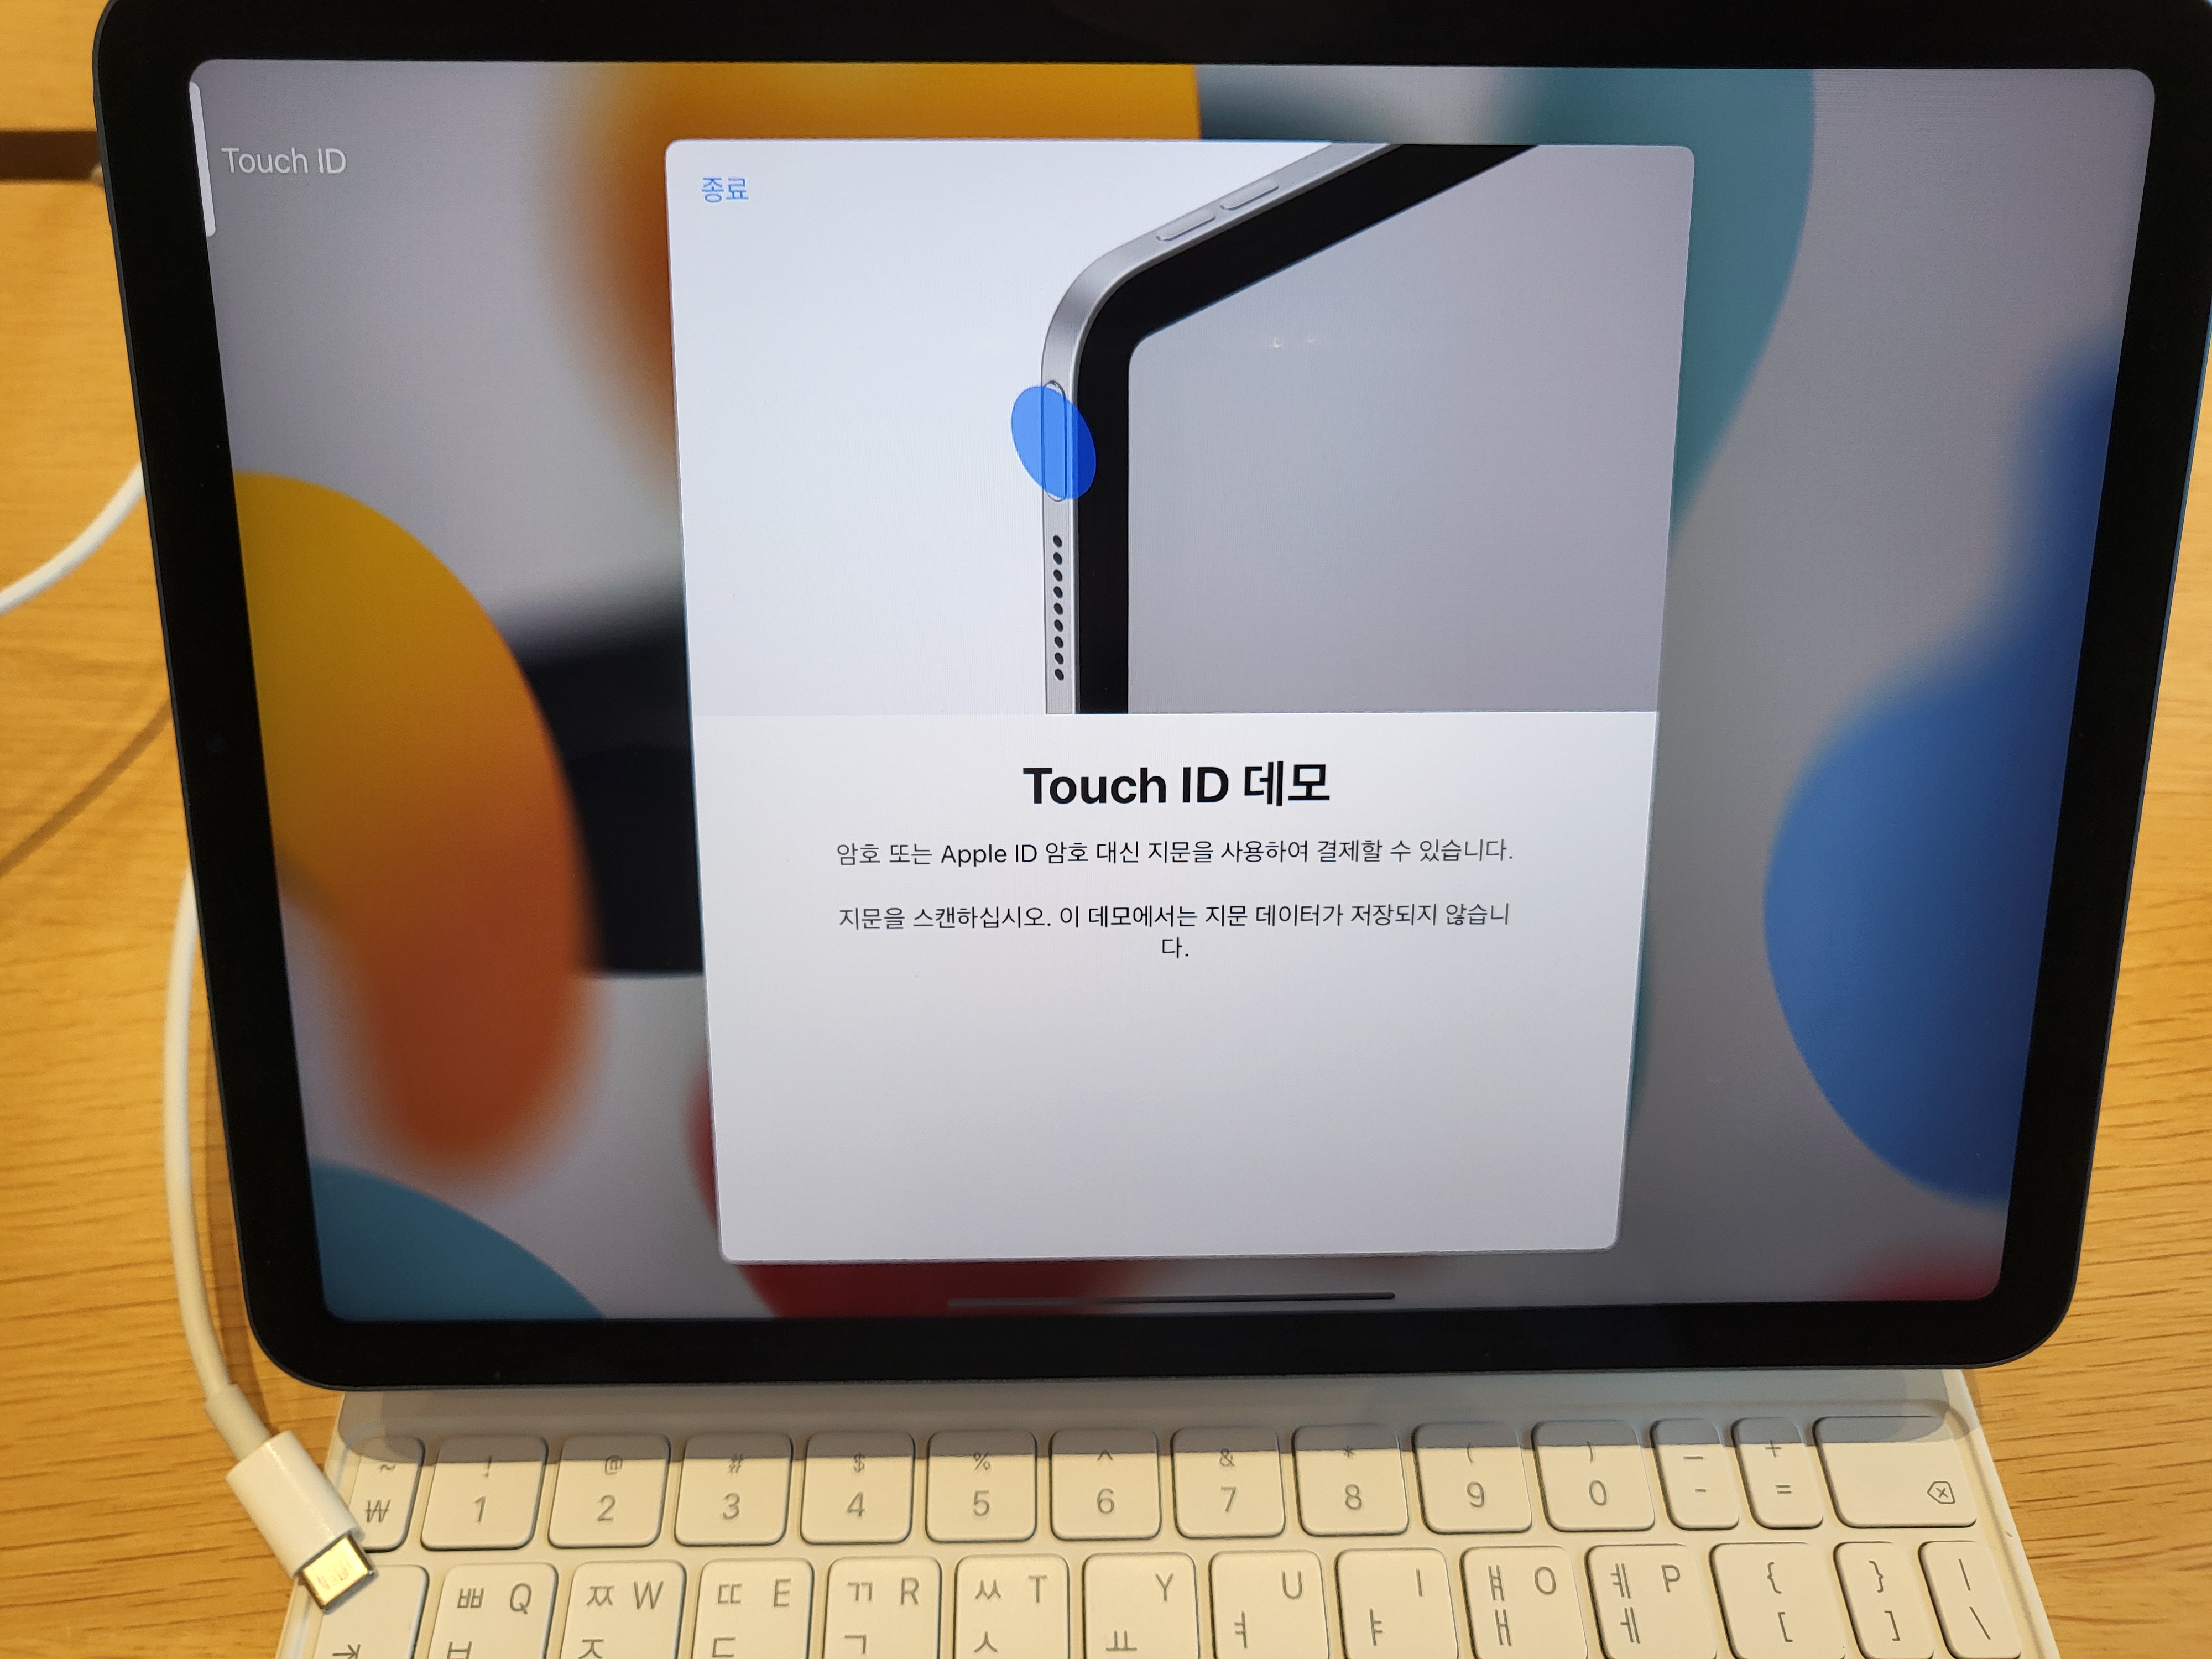 Touch ID
종료
Touch ID 데모
암호 또는 Apple ID 암호 대신 지문을 사용하여 결제할 수 있습니다.
지문을 스캔하십시오. 이 데모에서는 지문 데이터가 저장되지 않습니
다.
~ ! @ # $ % ^ & * ( ) — +
₩ 1 2 3 4 5 6 7 8 9 0 - =
ㅃ Q ㅉ W ㄸ E ㄲ R ㅆ T Y U I ㅒ O ㅖ P { } |
ㅂ ㅈ ㄷ ㄱ ㅅ ㅛ ㅕ ㅑ ㅐ ㅔ [ ] \